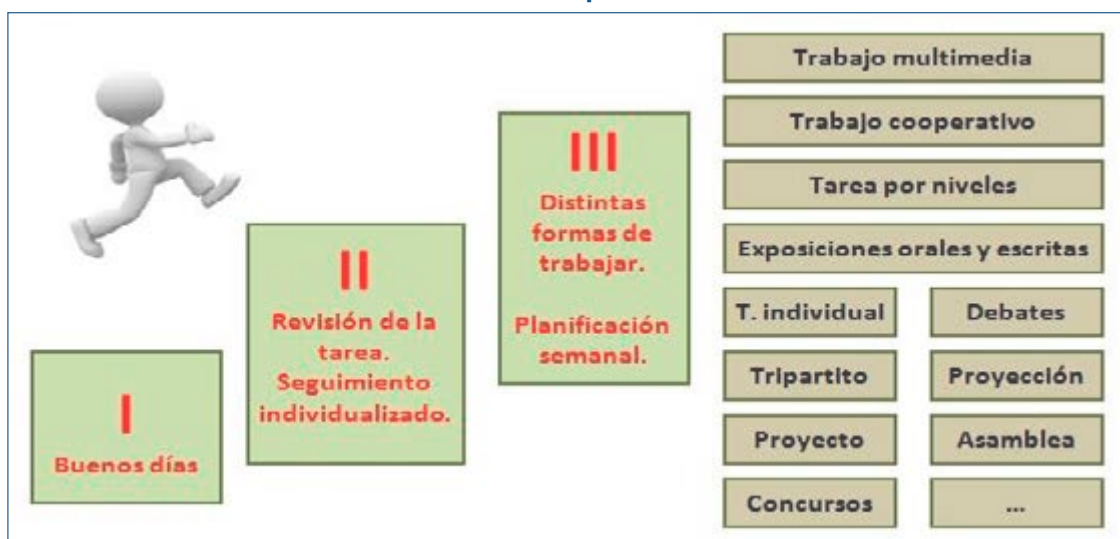 I
Buenos días
II
Revisión de la
tarea.
Seguimiento
individualizado.
III
Distintas
formas de
trabajar.
Planificación
semanal.
Trabajo multimedia
Trabajo cooperativo
Tarea por niveles
Exposiciones orales y escritas
T. individual
Debates
Tripartito
Proyección
Proyecto
Asamblea
Concursos
...